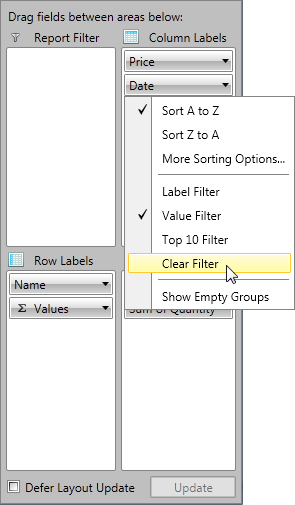 Drag fields between areas below:
Report Filter
Column Labels
Price
Date
Sort A to Z
Sort Z to A
More Sorting Options...
Label Filter
Value Filter
Top 10 Filter
Clear Filter
Show Empty Groups
Row Labels
Name
Σ Values
Sum of Quantity
Defer Layout Update
Update